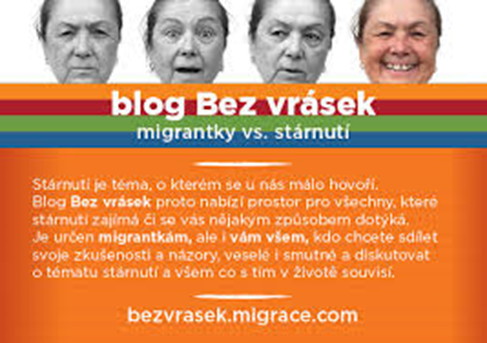 blog Bez vrásek
migrantky vs. stárnutí
Stárnutí je téma, o kterém se u nás málo hovoří.
Blog Bez vrásek proto nabízí prostor pro všechny, které
stárnutí zajímá či se vás nějakým způsobem dotýká.
Je určen migrantkám, ale i vám všem, kdo chcete sdílet
svoje zkušenosti a názory, veselé i smutné a diskutovat
o tématu stárnutí a všem co s tím v životě souvisí.
bezvrasek.migrace.com